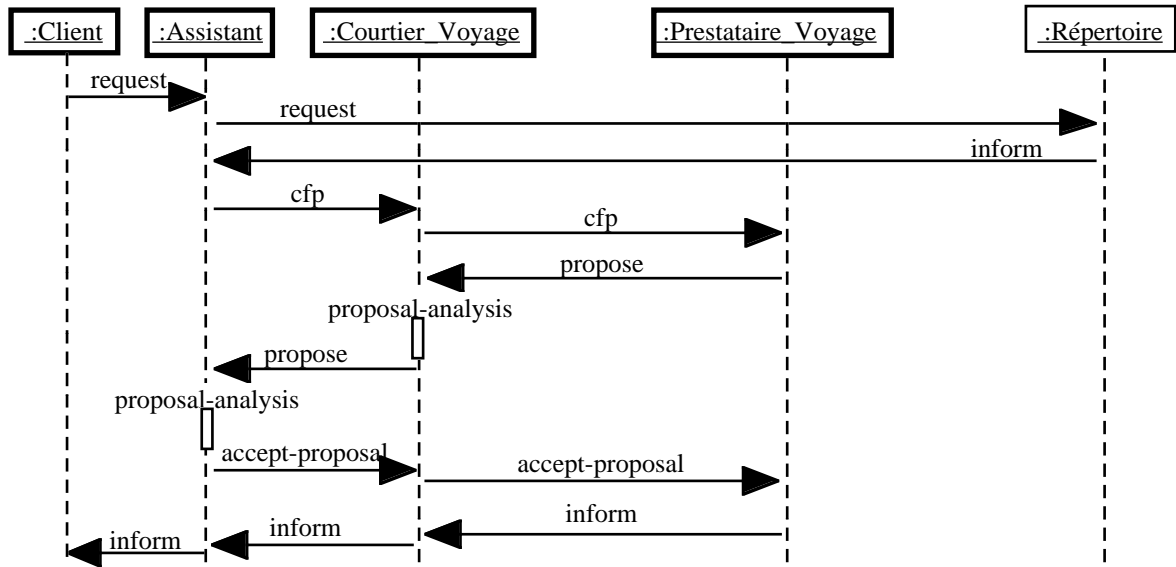 :Client
:Assistant
:Courtier_Voyage
:Prestataire_Voyage
:Répertoire
request
request
inform
cfp
cfp
propose
proposal-analysis
propose
proposal-analysis
accept-proposal
accept-proposal
inform
inform
inform